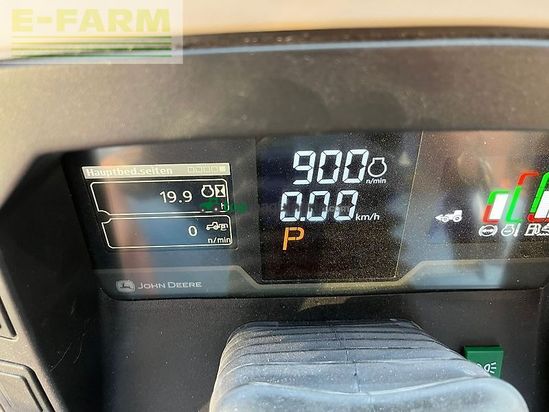 E-FARM
Hauptbed.seiten
19.9
0
n/min
JOHN DEERE
900
n/min
0.00 km/h
P